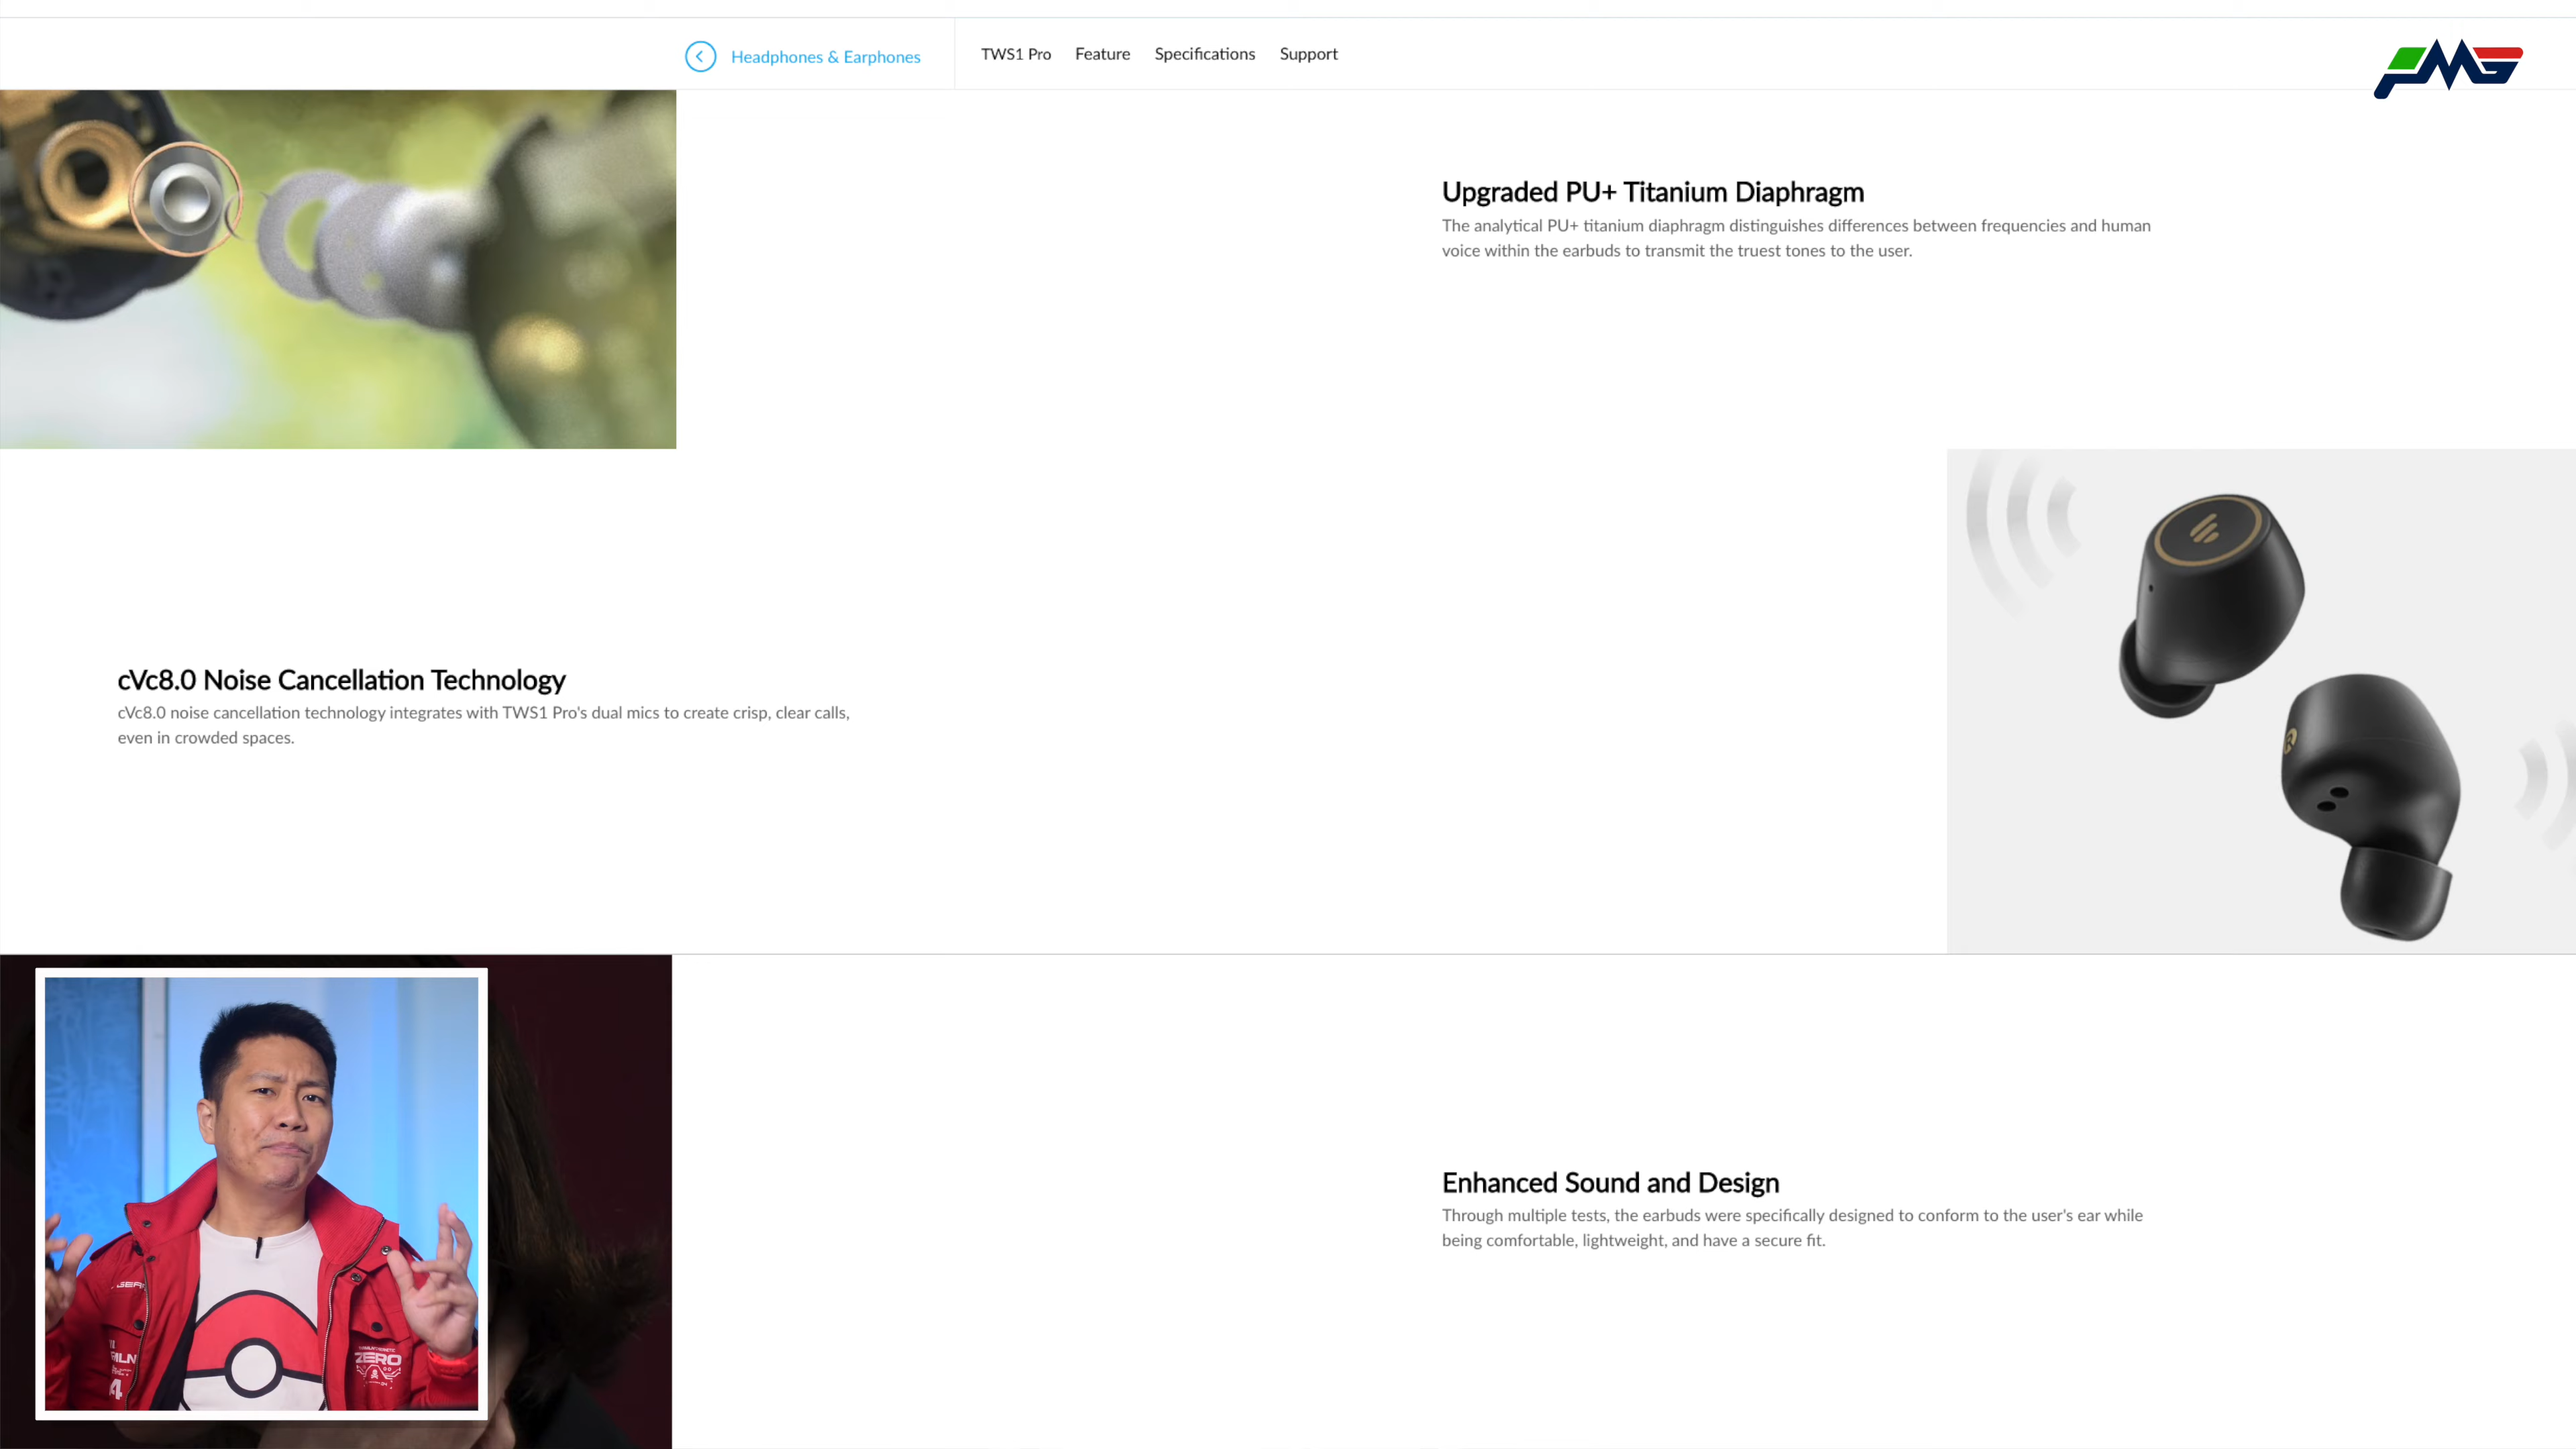 Headphones & Earphones
TWS1 Pro Feature Specifications Support
PMG
Upgraded PU+ Titanium Diaphragm
The analytical PU+ titanium diaphragm distinguishes differences between frequencies and human
voice within the earbuds to transmit the truest tones to the user.
cVc8.0 Noise Cancellation Technology
cVc8.0 noise cancellation technology integrates with TWS1 Pro's dual mics to create crisp, clear calls,
even in crowded spaces.
Enhanced Sound and Design
Through multiple tests, the earbuds were specifically designed to conform to the user's ear while
being comfortable, lightweight, and have a secure fit.
ZERO